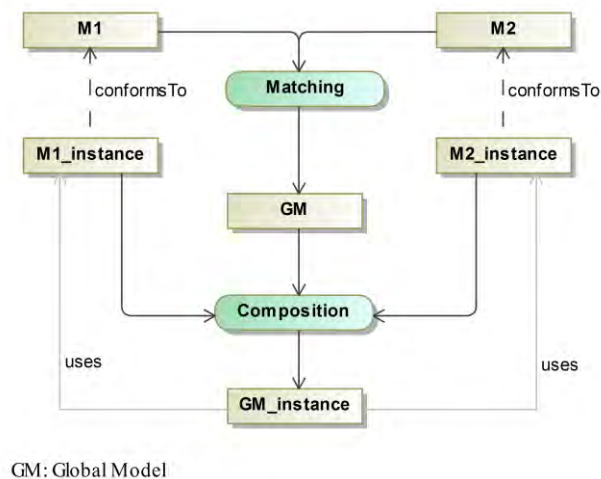 M1
M2
Matching
conformsTo
conformsTo
M1_instance
M2_instance
GM
Composition
uses
uses
GM_instance
GM: Global Model